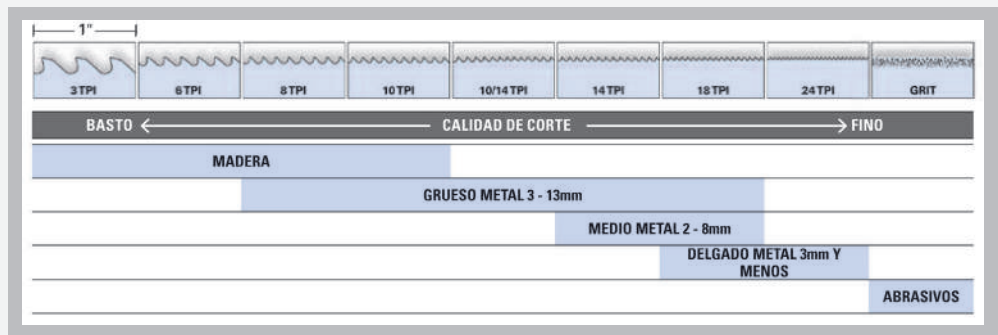 1"
3 TPI 6 TPI 8 TPI 10 TPI 10/14 TPI 14 TPI 18 TPI 24 TPI GRIT
BASTO CALIDAD DE CORTE FINO
MADERA
GRUESO METAL 3 - 13mm
MEDIO METAL 2 - 8mm
DELGADO METAL 3mm Y
MENOS
ABRASIVOS